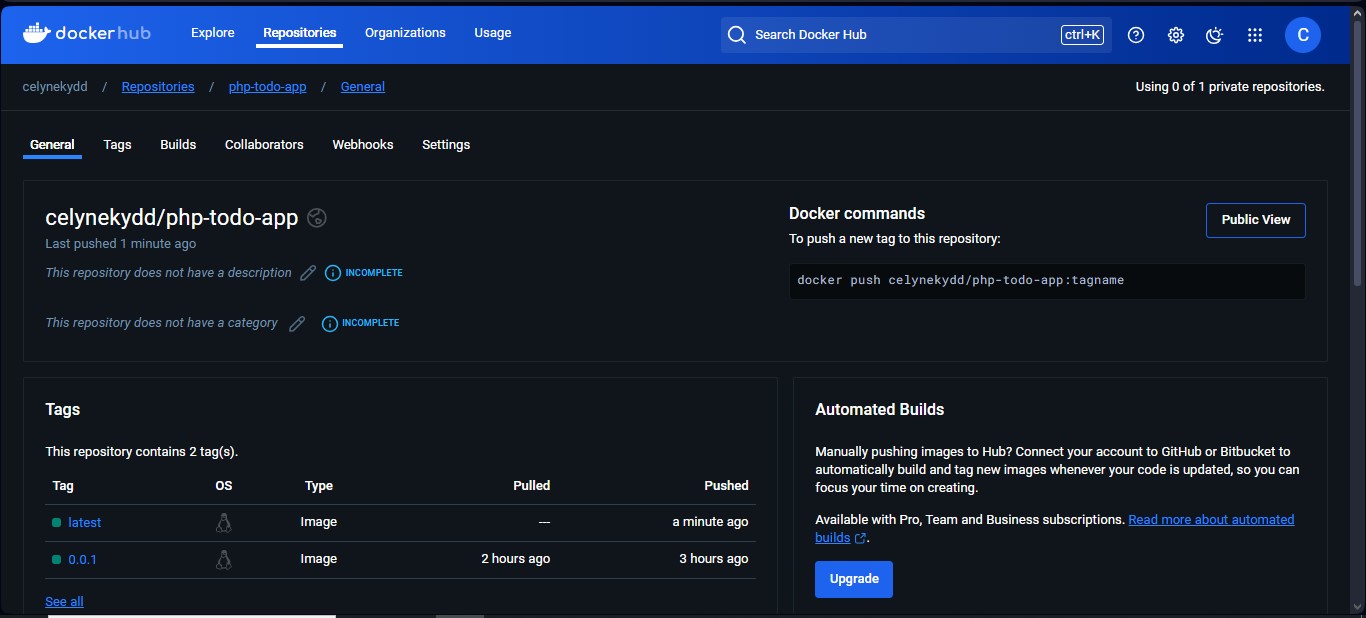 dockerhub Explore Repositories Organizations Usage Search Docker Hub ctrl+K C
celynekydd / Repositories / php-todo-app / General Using 0 of 1 private repositories.
General Tags Builds Collaborators Webhooks Settings
celynekydd/php-todo-app
Last pushed 1 minute ago
This repository does not have a description INCOMPLETE
This repository does not have a category INCOMPLETE
Docker commands
Public View
To push a new tag to this repository:
docker push celynekydd/php-todo-app:tagname
Tags
This repository contains 2 tag(s).
Tag OS Type Pulled Pushed
latest Image --- a minute ago
0.0.1 Image 2 hours ago 3 hours ago
See all
Automated Builds
Manually pushing images to Hub? Connect your account to GitHub or Bitbucket to
automatically build and tag new images whenever your code is updated, so you can
focus your time on creating.
Available with Pro, Team and Business subscriptions. Read more about automated
builds .
Upgrade